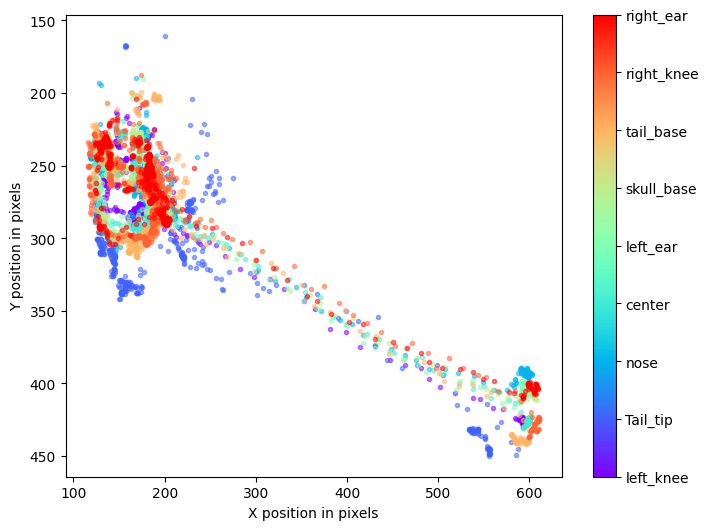 150
200
250
300
350
400
450
Y position in pixels
100
200
300
400
500
600
X position in pixels
right_ear
right_knee
tail_base
skull_base
left_ear
center
nose
Tail_tip
left_knee